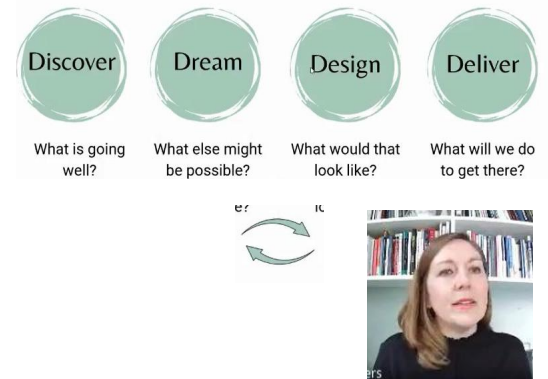 Discover Dream Design Deliver
What is going well?
What else might be possible?
What would that look like?
What will we do to get there?
e?
ers